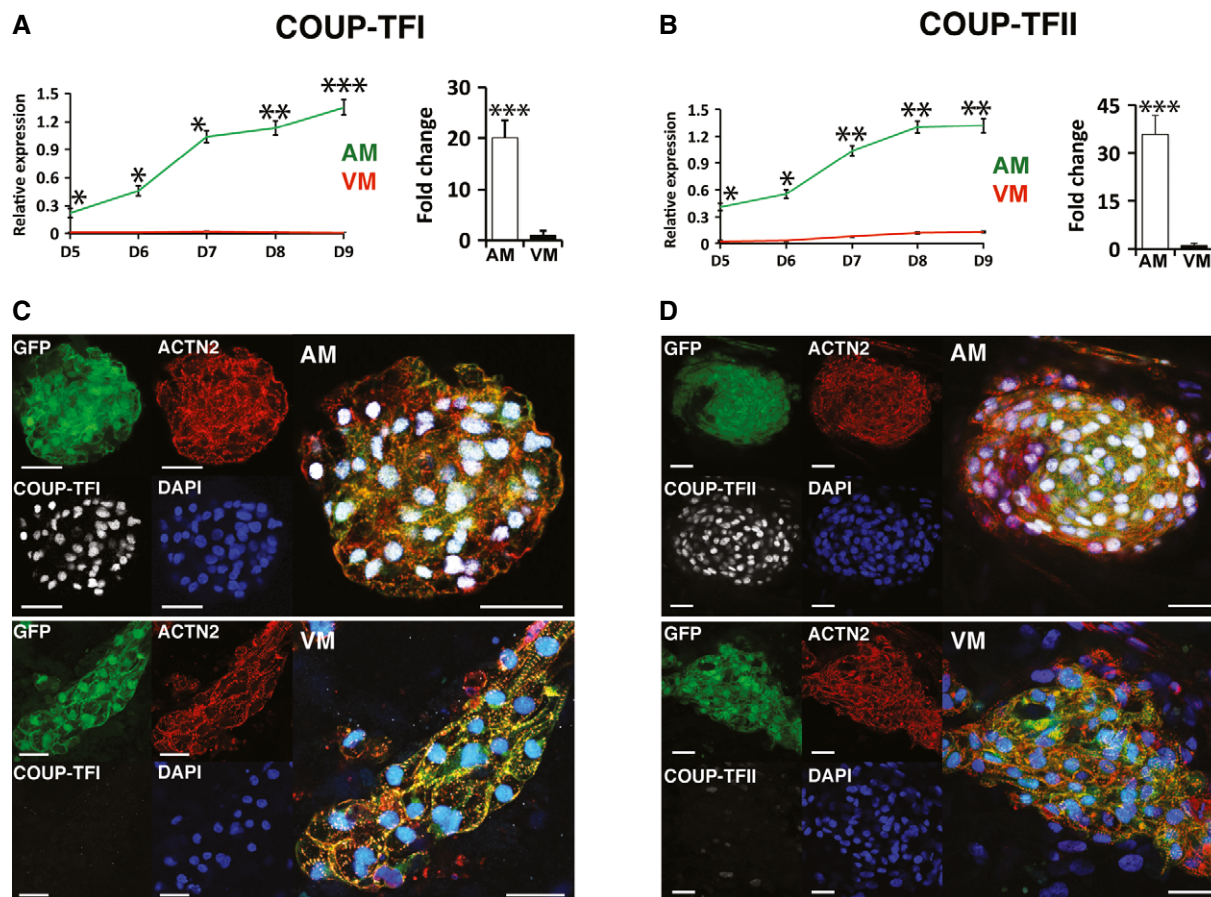 A
COUP-TFI
Relative expression
1.5
1.2
0.9
0.6
0.3
0
D5 D6 D7 D8 D9
* * * ** ***
AM
VM
Fold change
30
20
10
0
***
AM VM
B
COUP-TFII
Relative expression
1.5
1.2
0.9
0.6
0.3
0
D5 D6 D7 D8 D9
* * ** ** **
AM
VM
Fold change
45
30
15
0
***
AM VM
C
GFP ACTN2 AM
COUP-TFI DAPI
GFP ACTN2 VM
COUP-TFI DAPI
D
GFP ACTN2 AM
COUP-TFII DAPI
GFP ACTN2 VM
COUP-TFII DAPI